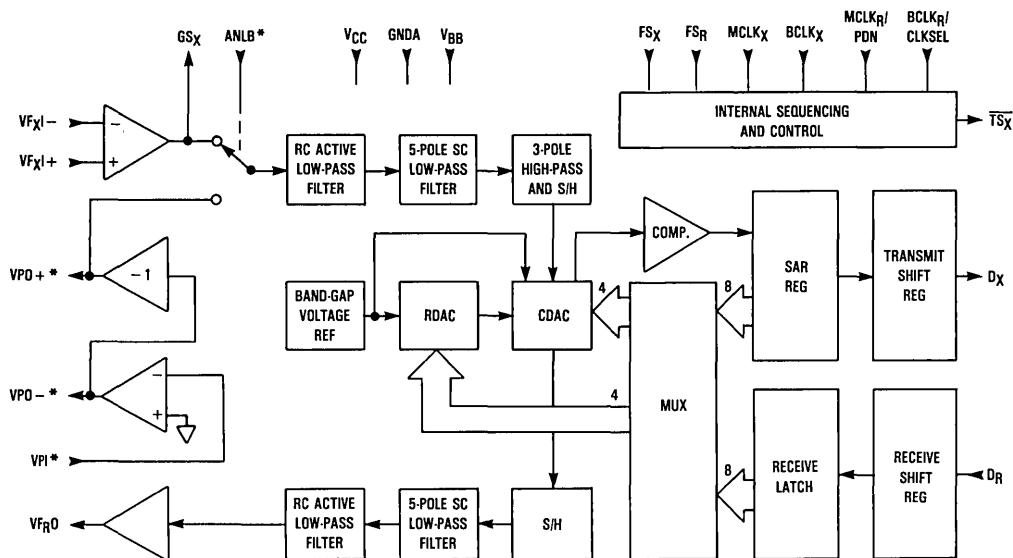 GSX
ANLB*
VCC
GNDA
VBB
FSX
FSR
MCLKX
BCLKX
MCLKR/
PDN
BCLKR/
CLKSEL
INTERNAL SEQUENCING
AND CONTROL
TSX
VFXI–
VFXI+
–
+
RC ACTIVE
LOW-PASS
FILTER
5-POLE SC
LOW-PASS
FILTER
3-POLE
HIGH-PASS
AND S/H
COMP.
SAR
REG
TRANSMIT
SHIFT
REG
DX
VPO+*
–1
BAND-GAP
VOLTAGE
REF
RDAC
CDAC
4
8
MUX
VPO–*
–
+
4
VPI*
8
RECEIVE
LATCH
RECEIVE
SHIFT
REG
DR
VFRO
RC ACTIVE
LOW-PASS
FILTER
5-POLE SC
LOW-PASS
FILTER
S/H